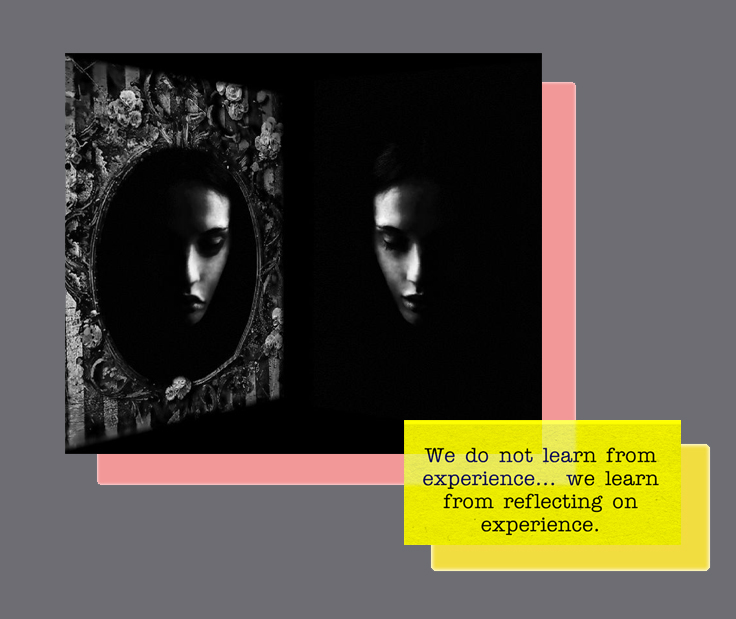 We do not learn from
experience... we learn
from reflecting on
experience.